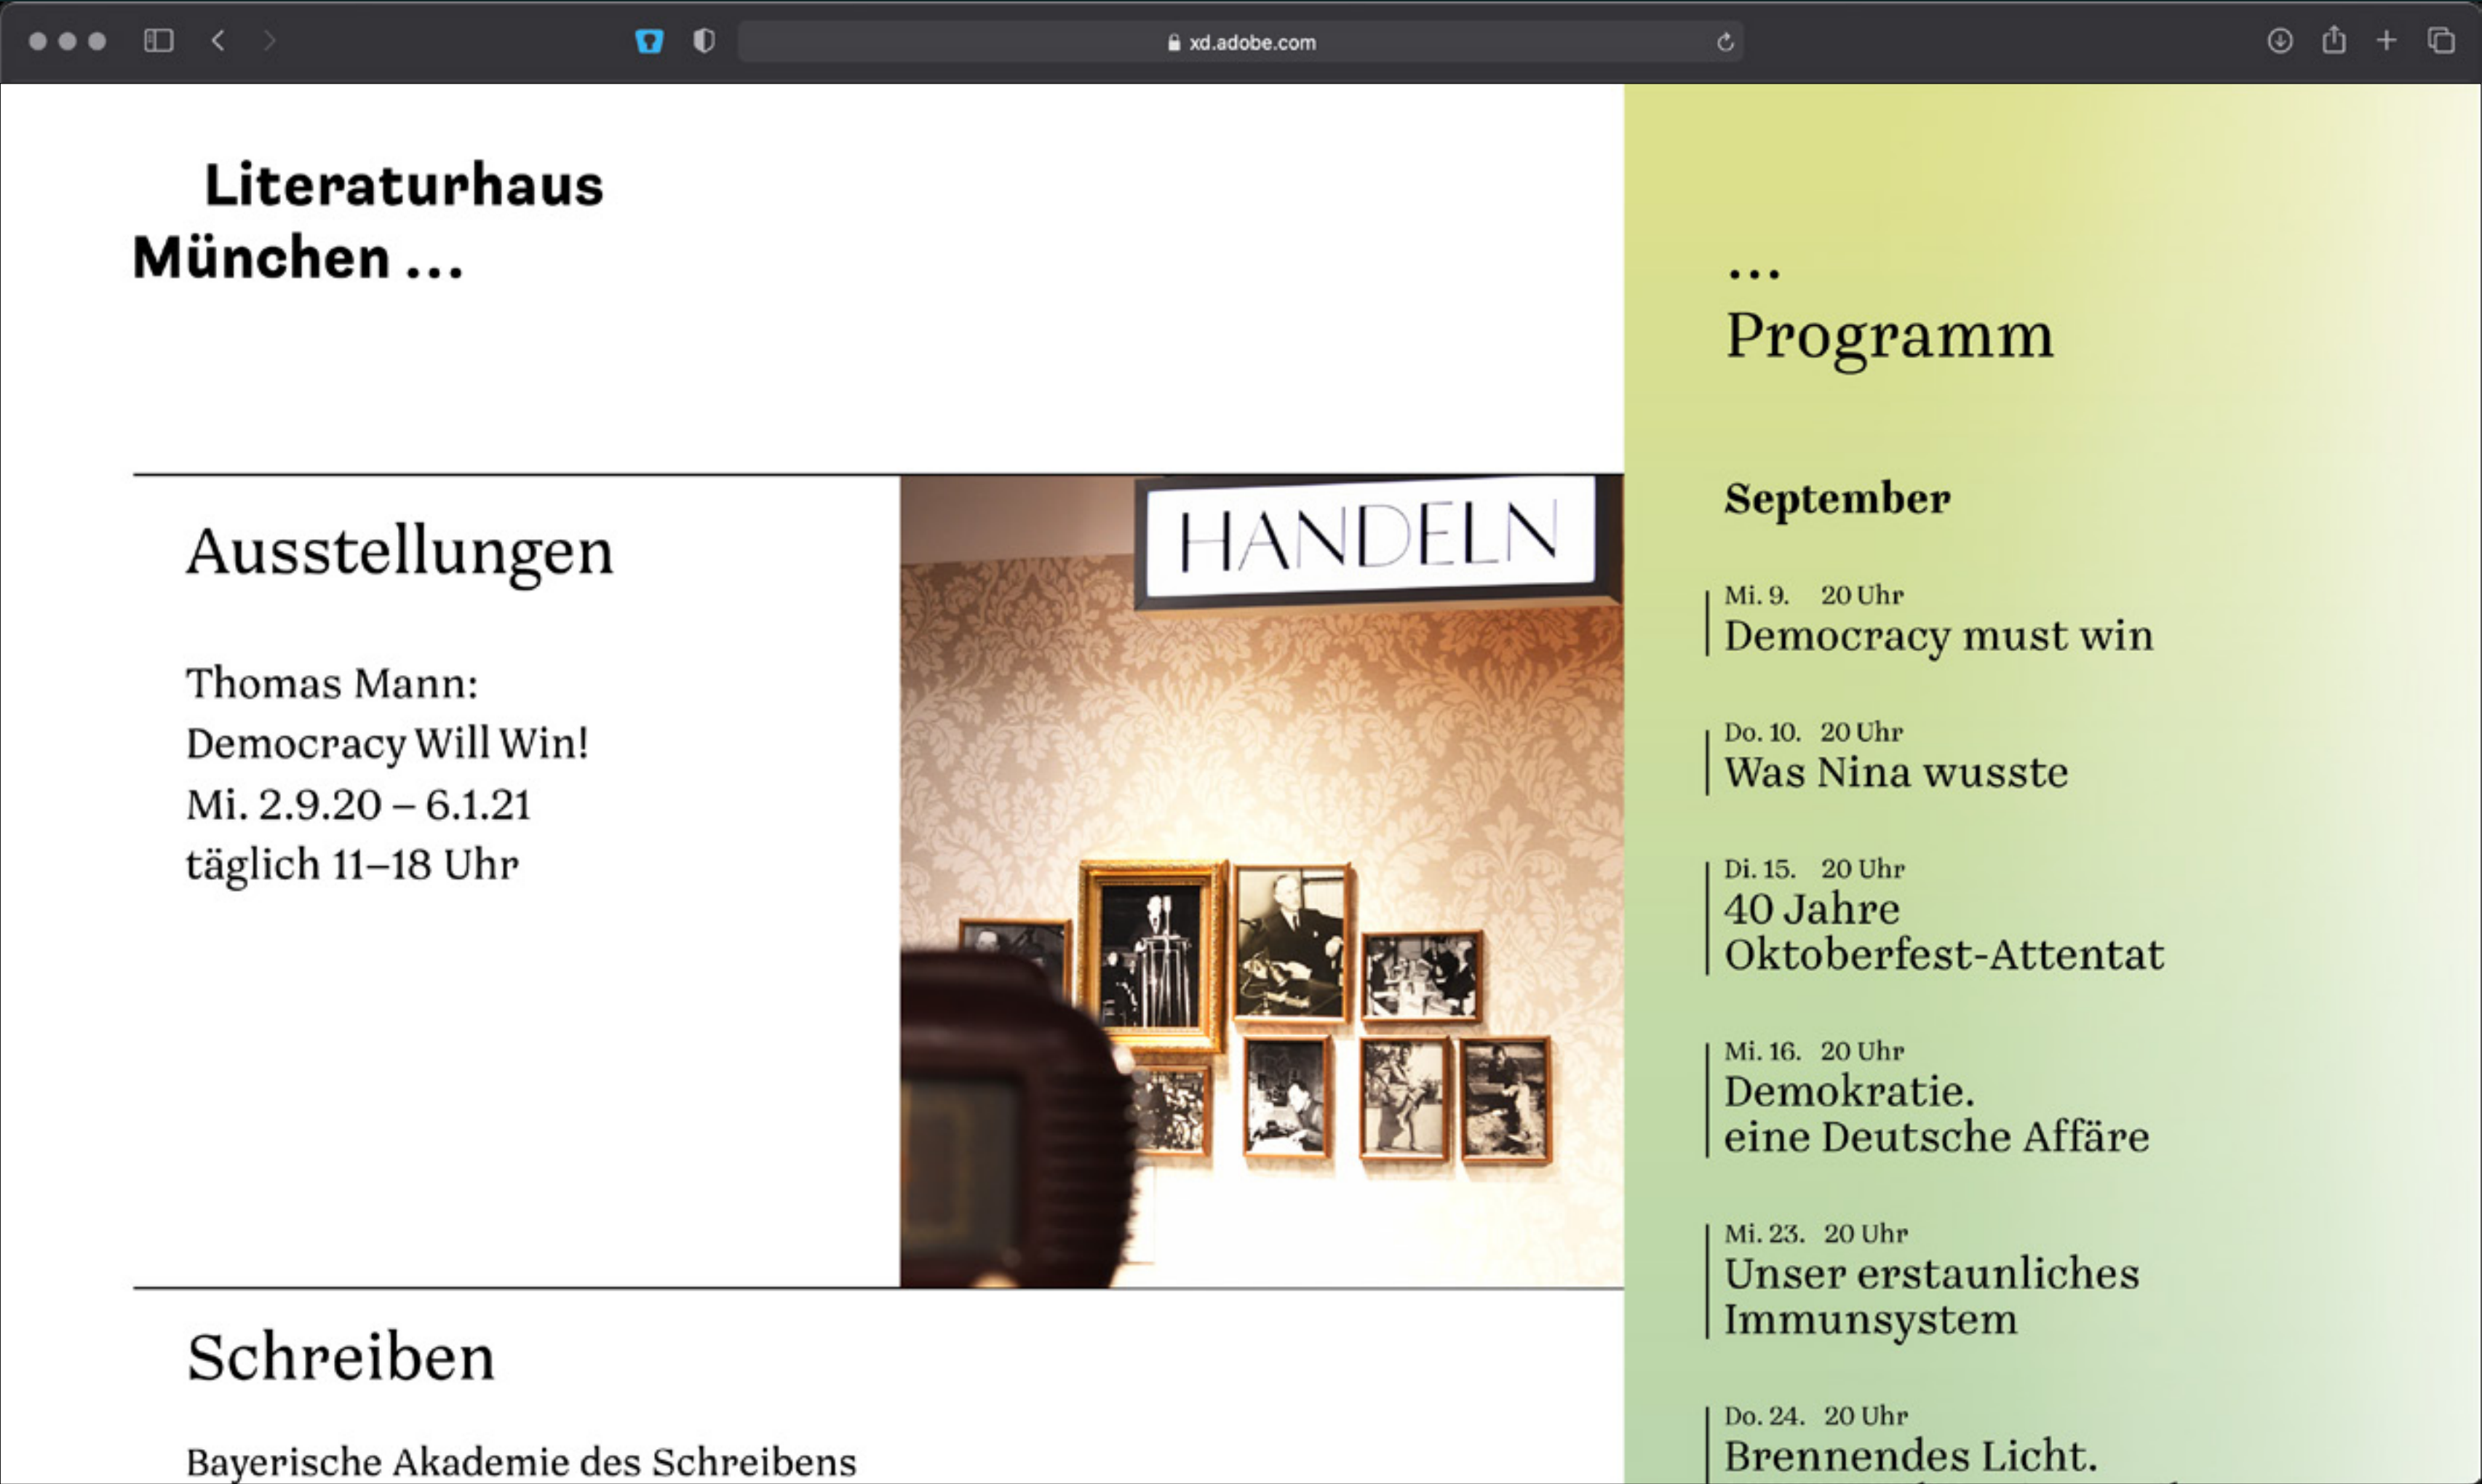 xd.adobe.com
Literaturhaus
München ...
Ausstellungen
Thomas Mann:
Democracy Will Win!
Mi. 2.9.20 – 6.1.21
täglich 11–18 Uhr
HANDELN
Schreiben
Bayerische Akademie des Schreibens
...
Programm
September
Mi. 9. 20 Uhr
Democracy must win
Do. 10. 20 Uhr
Was Nina wusste
Di. 15. 20 Uhr
40 Jahre
Oktoberfest-Attentat
Mi. 16. 20 Uhr
Demokratie.
eine Deutsche Affäre
Mi. 23. 20 Uhr
Unser erstaunliches
Immunsystem
Do. 24. 20 Uhr
Brennendes Licht.